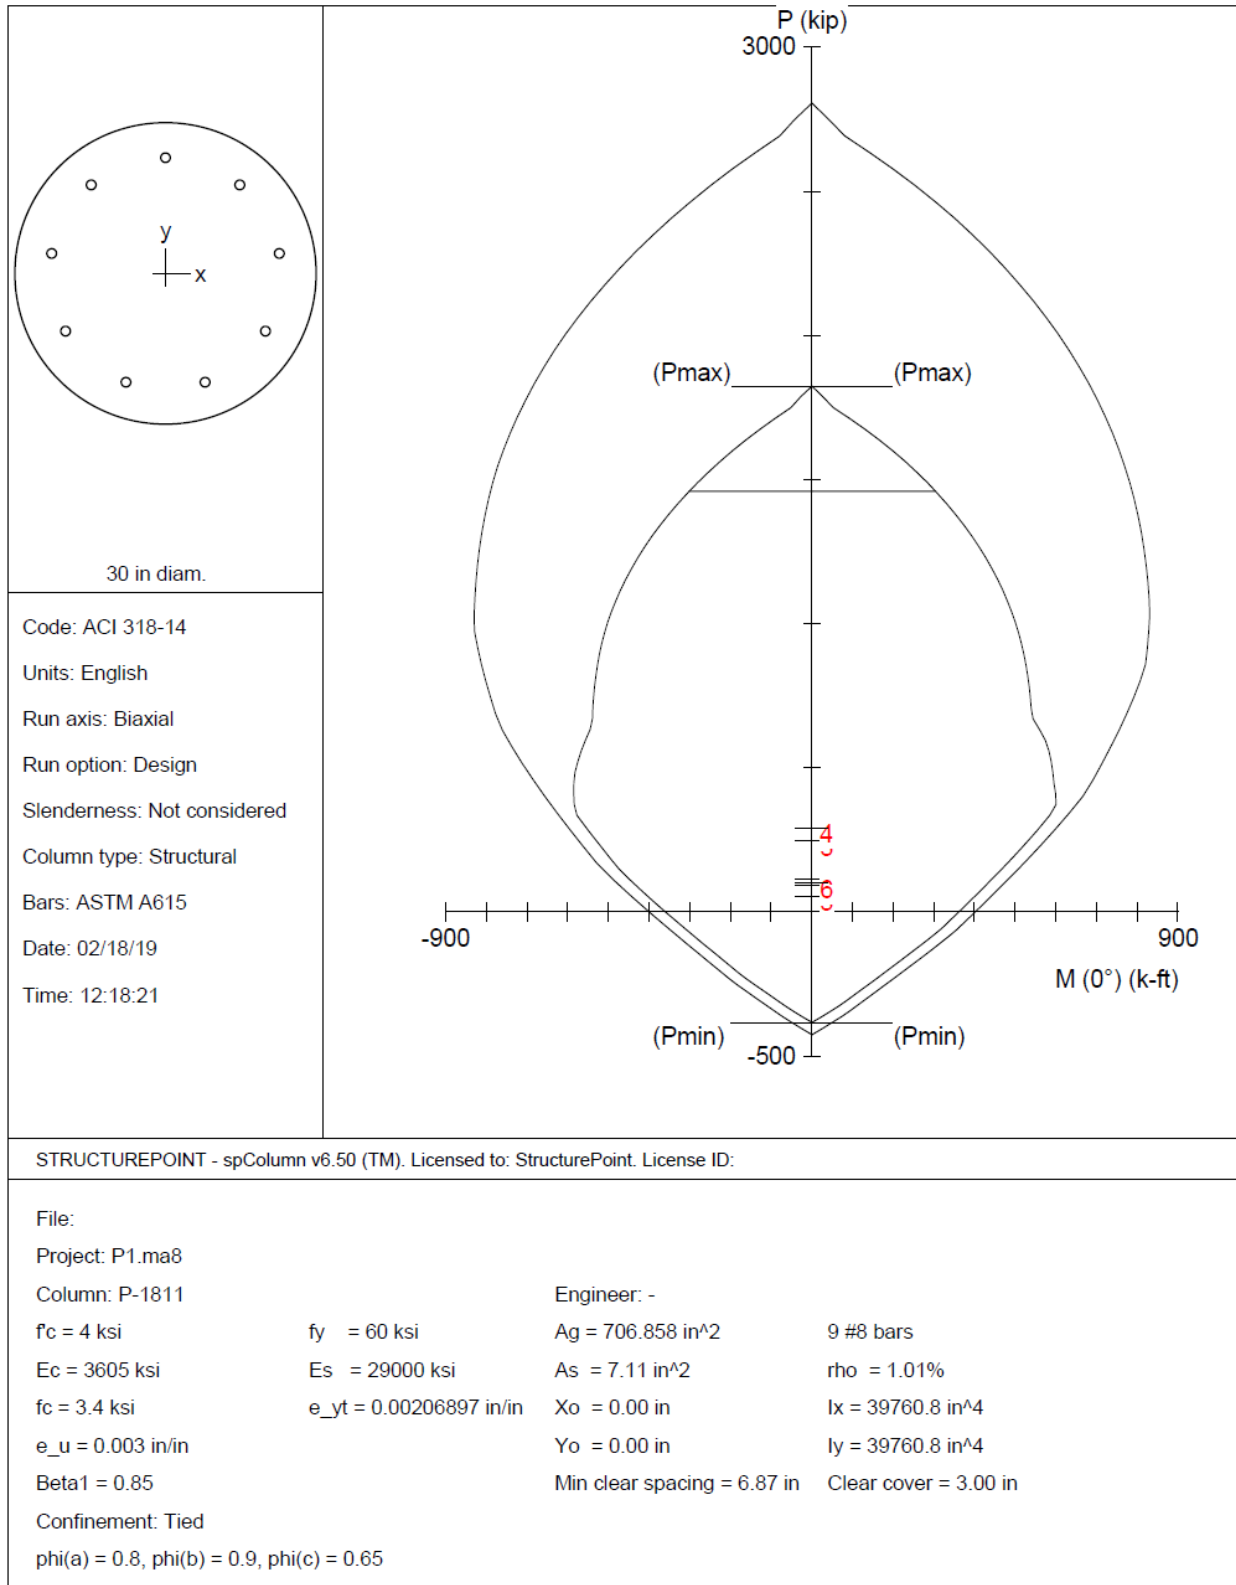 P (kip)
3000
y
x
(Pmax) (Pmax)
30 in diam.
Code: ACI 318-14
Units: English
Run axis: Biaxial
Run option: Design
Slenderness: Not considered
4
Column type: Structural
6
Bars: ASTM A615
-900 900
Date: 02/18/19
M (0°) (k-ft)
Time: 12:18:21
(Pmin) (Pmin)
-500
STRUCTUREPOINT - spColumn v6.50 (TM). Licensed to: StructurePoint. License ID:
File:
Project: P1.ma8
Column: P-1811 Engineer: -
f'c = 4 ksi fy = 60 ksi Ag = 706.858 in^2 9 #8 bars
Ec = 3605 ksi Es = 29000 ksi As = 7.11 in^2 rho = 1.01%
fc = 3.4 ksi e_yt = 0.00206897 in/in Xo = 0.00 in Ix = 39760.8 in^4
e_u = 0.003 in/in Yo = 0.00 in Iy = 39760.8 in^4
Beta1 = 0.85 Min clear spacing = 6.87 in Clear cover = 3.00 in
Confinement: Tied
phi(a) = 0.8, phi(b) = 0.9, phi(c) = 0.65